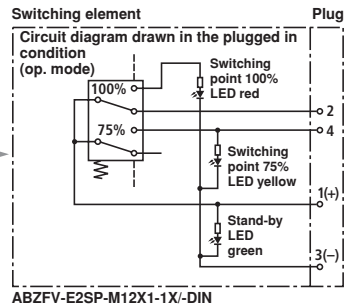 Switching element
Plug
Circuit diagram drawn in the plugged in
condition
(op. mode)
Switching
point 100%
LED red
100%
2
4
75%
Switching
point 75%
LED yellow
1(+)
Stand-by
LED
green
3(−)
ABZFV-E2SP-M12X1-1X/-DIN